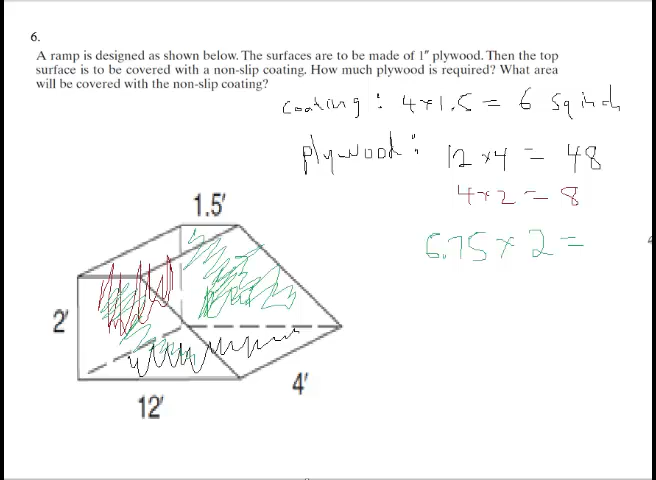 6.
A ramp is designed as shown below. The surfaces are to be made of 1″ plywood. Then the top
surface is to be covered with a non-slip coating. How much plywood is required? What area
will be covered with the non-slip coating?
coating : 4 × 1.5 = 6 sq inch
plywood : 12 × 4 = 48
4 × 2 = 8
6.75 × 2 =
1.5′
2′
12′
4′